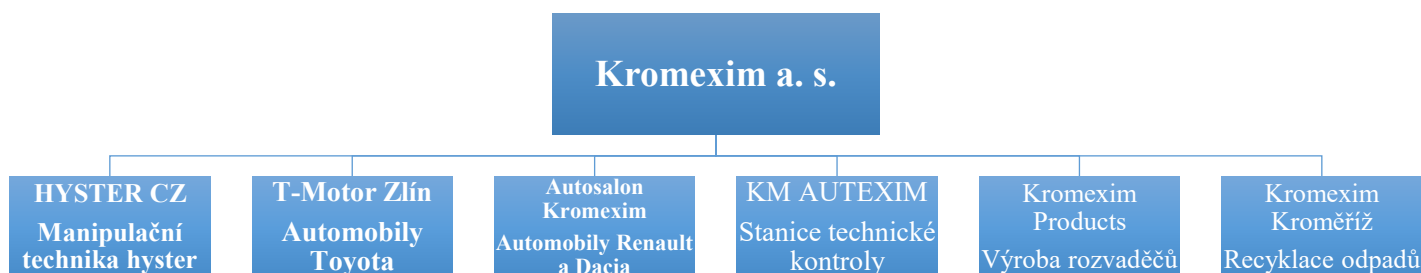 Kromexim a. s.
HYSTER CZ
Manipulační
technika hyster
T-Motor Zlín
Automobily
Toyota
Autosalon
Kromexim
Automobily Renault
a Dacia
KM AUTEXIM
Stanice technické
kontroly
Kromexim
Products
Výroba rozvaděčů
Kromexim
Kroměříž
Recyklace odpadů